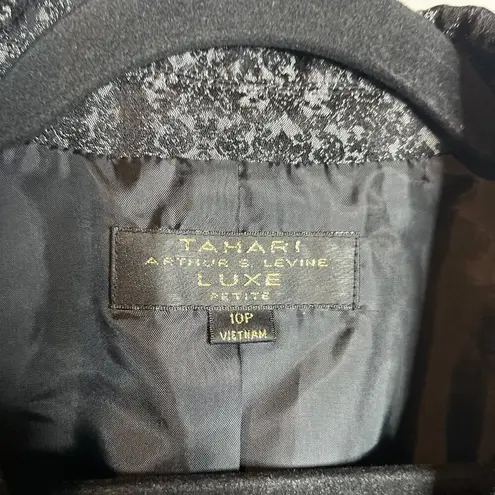 TAHARI
ARTHUR S. LEVINE
LUXE
PETITE
10P
VIETNAM